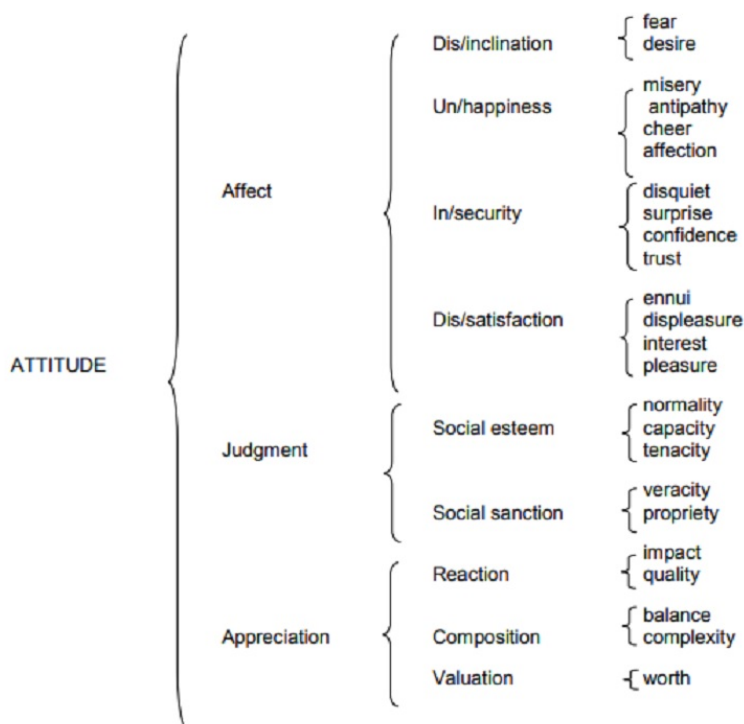 fear
Dis/inclination
desire
misery
Un/happiness
antipathy
cheer
affection
Affect
disquiet
In/security
surprise
confidence
trust
ennui
Dis/satisfaction
displeasure
interest
pleasure
ATTITUDE
normality
Social esteem
capacity
tenacity
Judgment
veracity
Social sanction
propriety
impact
Reaction
quality
balance
Appreciation
Composition
complexity
Valuation
worth